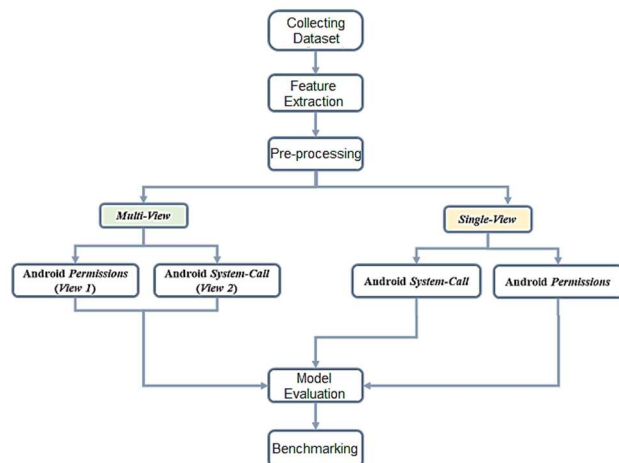 Collecting
Dataset
Feature
Extraction
Pre-processing
Multi-View
Single-View
Android Permissions
(View 1)
Android System-Call
(View 2)
Android System-Call
Android Permissions
Model
Evaluation
Benchmarking